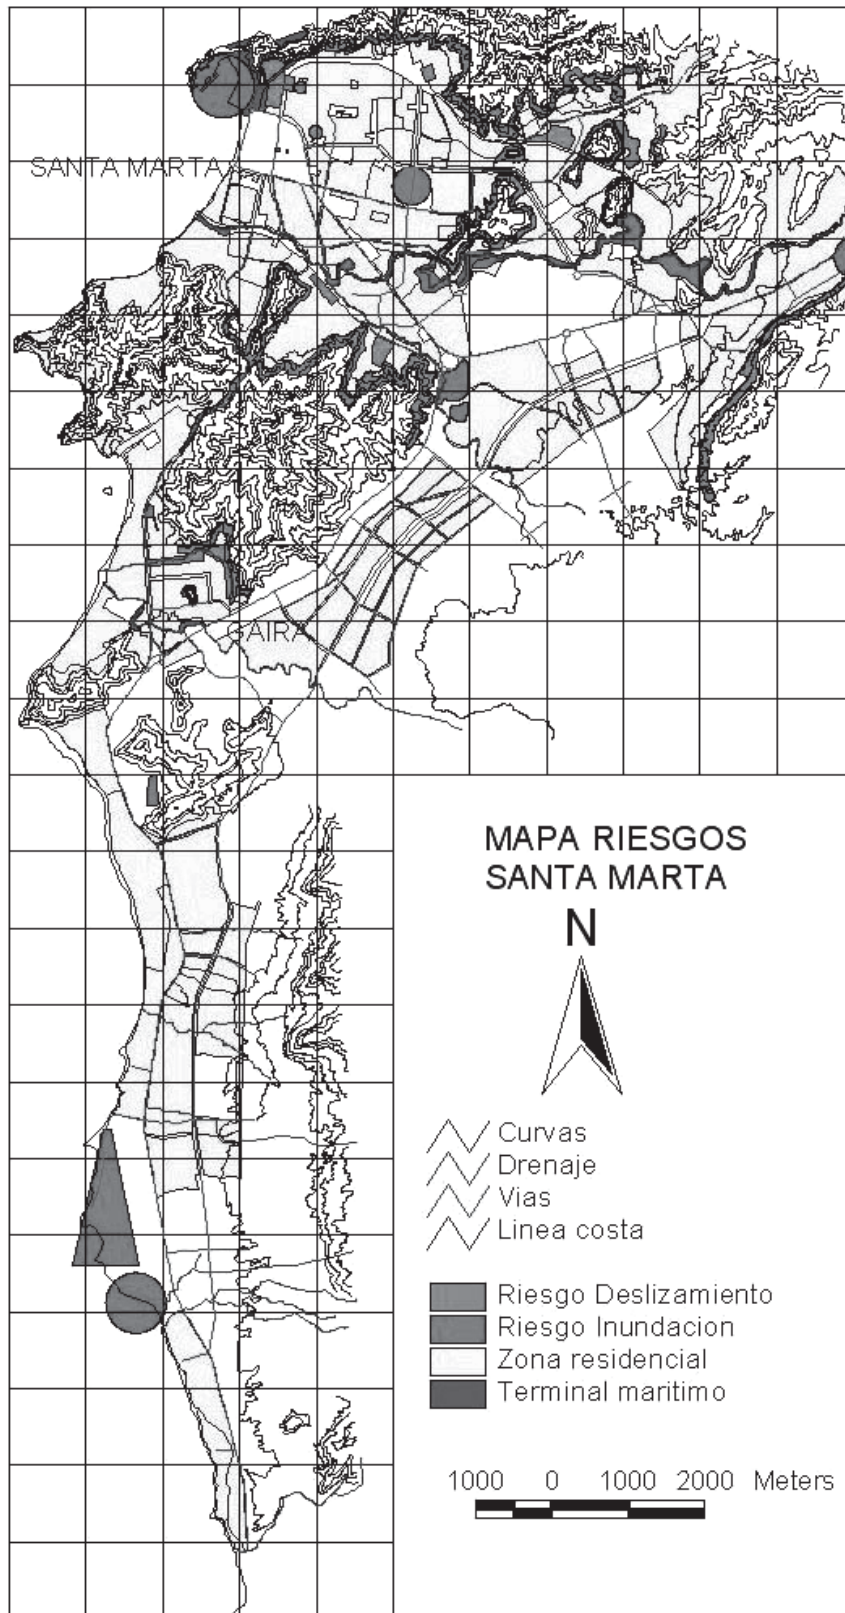 SANTA MARTA
GAIRA
MAPA RIESGOS
SANTA MARTA
N
Curvas
Drenaje
Vias
Linea costa
Riesgo Deslizamiento
Riesgo Inundacion
Zona residencial
Terminal maritimo
1000 0 1000 2000 Meters